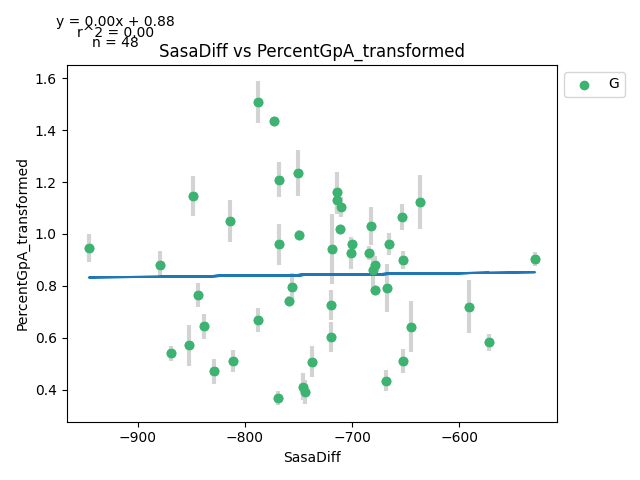 y = 0.00x + 0.88
r^2 = 0.00
n = 48
SasaDiff vs PercentGpA_transformed
G
PercentGpA_transformed
1.6
1.4
1.2
1.0
0.8
0.6
0.4
−900
−800
−700
−600
SasaDiff